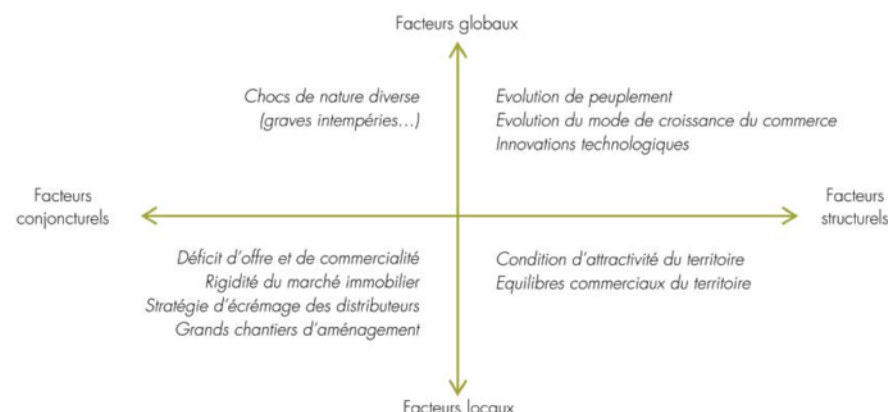 Facteurs globaux
Chocs de nature diverse
(graves intempéries...)
Evolution de peuplement
Evolution du mode de croissance du commerce
Innovations technologiques
Facteurs
conjoncturels
Facteurs
structurels
Déficit d'offre et de commercialité
Rigidité du marché immobilier
Stratégie d'écrémage des distributeurs
Grands chantiers d'aménagement
Condition d'attractivité du territoire
Equilibres commerciaux du territoire
Facteurs locaux